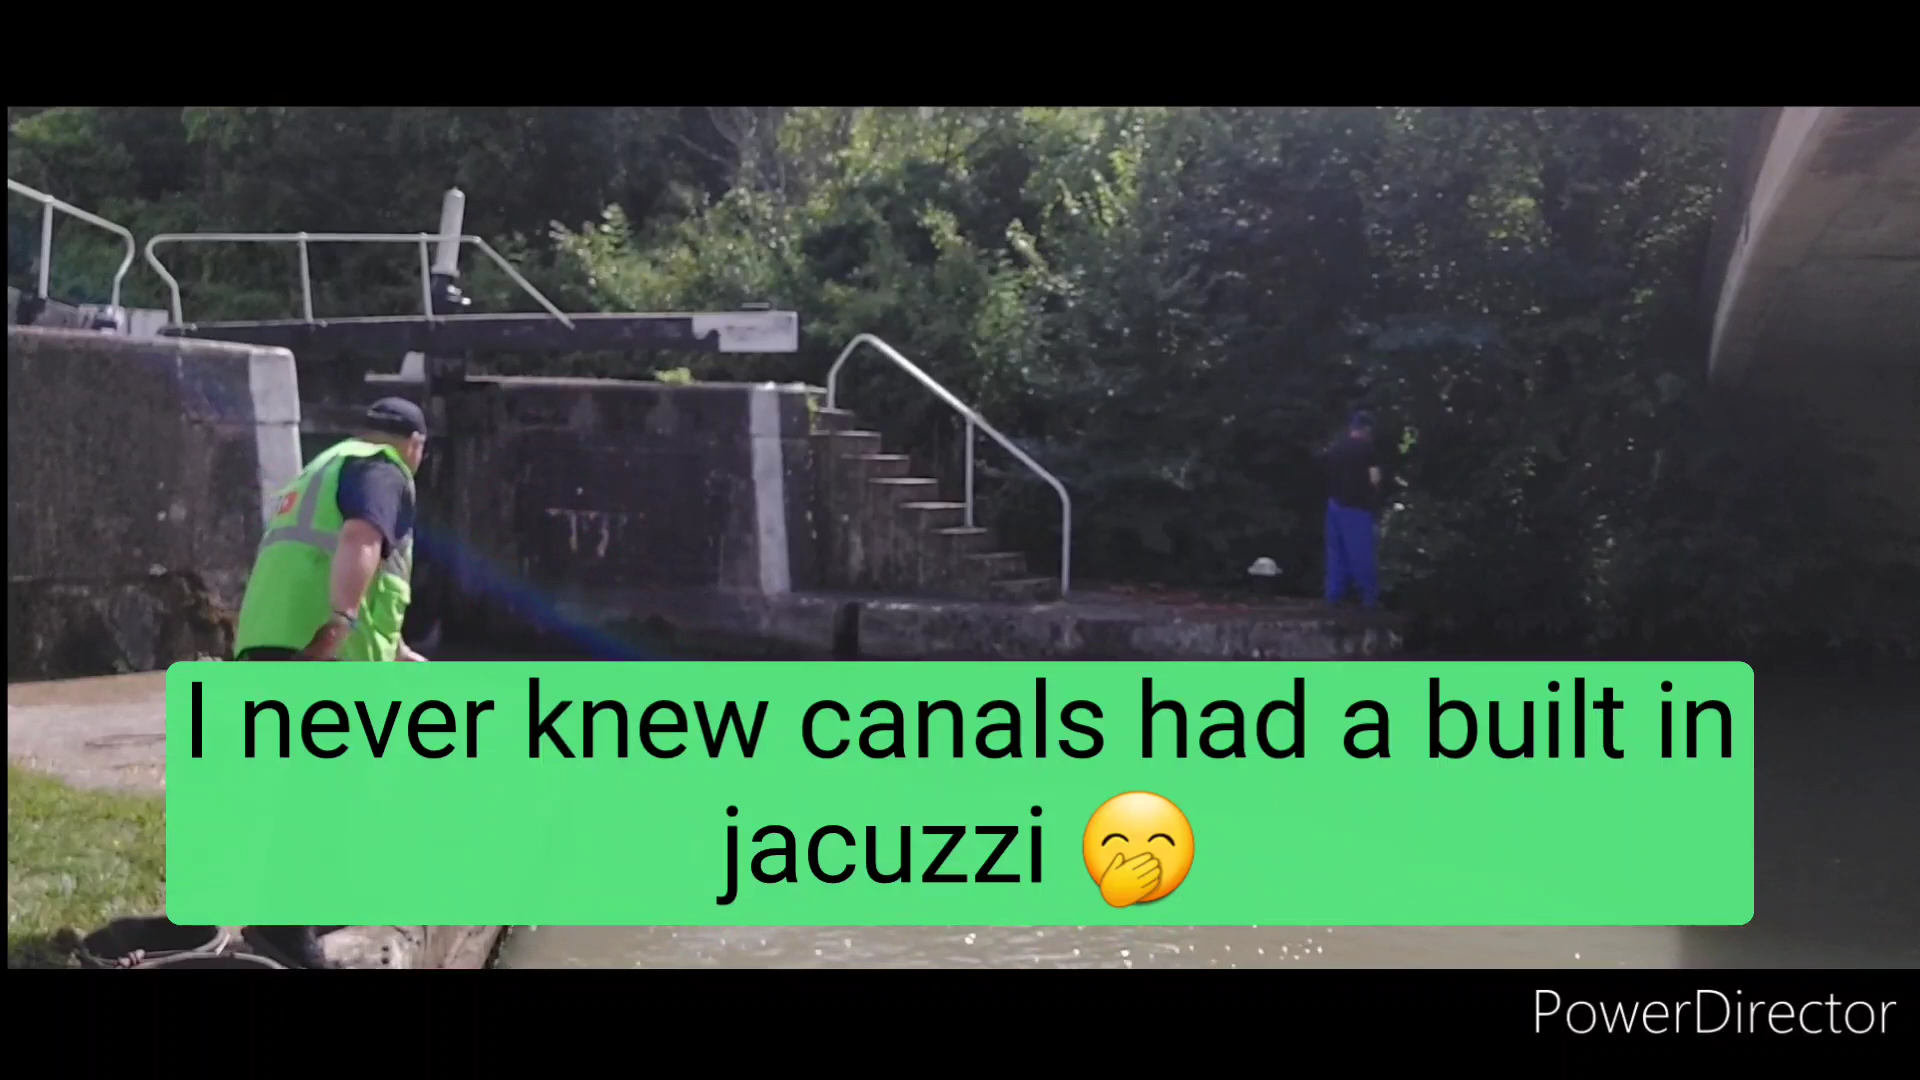 I never knew canals had a built in
jacuzzi 🤭
PowerDirector